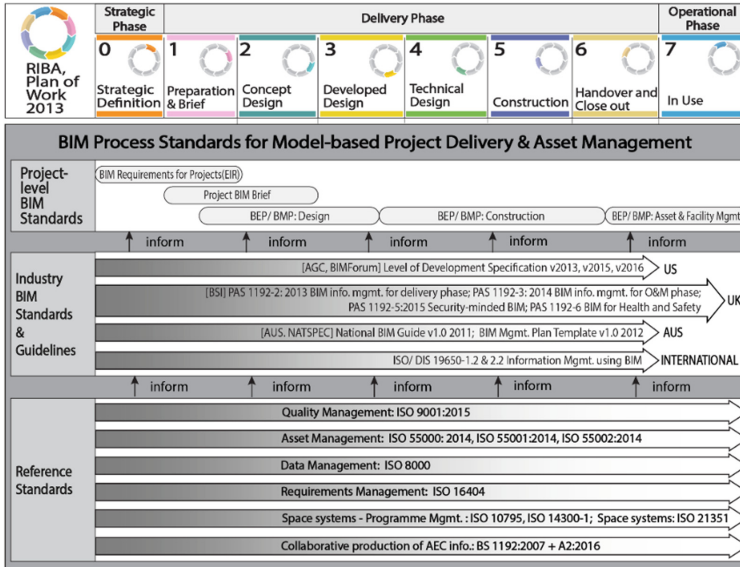 RIBA,
Plan of
Work
2013
Strategic
Phase
Delivery Phase
Operational
Phase
0
Strategic
Definition
1
Preparation
& Brief
2
Concept
Design
3
Developed
Design
4
Technical
Design
5
Construction
6
Handover and
Close out
7
In Use
BIM Process Standards for Model-based Project Delivery & Asset Management
Project-
level
BIM
Standards
BIM Requirements for Projects(EIR)
Project BIM Brief
BEP/ BMP: Design
BEP/ BMP: Construction
BEP/ BMP: Asset & Facility Mgmt
inform inform inform inform inform
Industry
BIM
Standards
&
Guidelines
[AGC, BIMForum] Level of Development Specification v2013, v2015, v2016
US
[BSI] PAS 1192-2: 2013 BIM info. mgmt. for delivery phase; PAS 1192-3: 2014 BIM info. mgmt. for O&M phase;
PAS 1192-5:2015 Security-minded BIM; PAS 1192-6 BIM for Health and Safety
UK
[AUS. NATSPEC] National BIM Guide v1.0 2011; BIM Mgmt. Plan Template v1.0 2012
AUS
ISO/ DIS 19650-1.2 & 2.2 Information Mgmt. using BIM
INTERNATIONAL
inform inform inform inform inform
Reference
Standards
Quality Management: ISO 9001:2015
Asset Management: ISO 55000: 2014, ISO 55001:2014, ISO 55002:2014
Data Management: ISO 8000
Requirements Management: ISO 16404
Space systems - Programme Mgmt. : ISO 10795, ISO 14300-1; Space systems: ISO 21351
Collaborative production of AEC info.: BS 1192:2007 + A2:2016